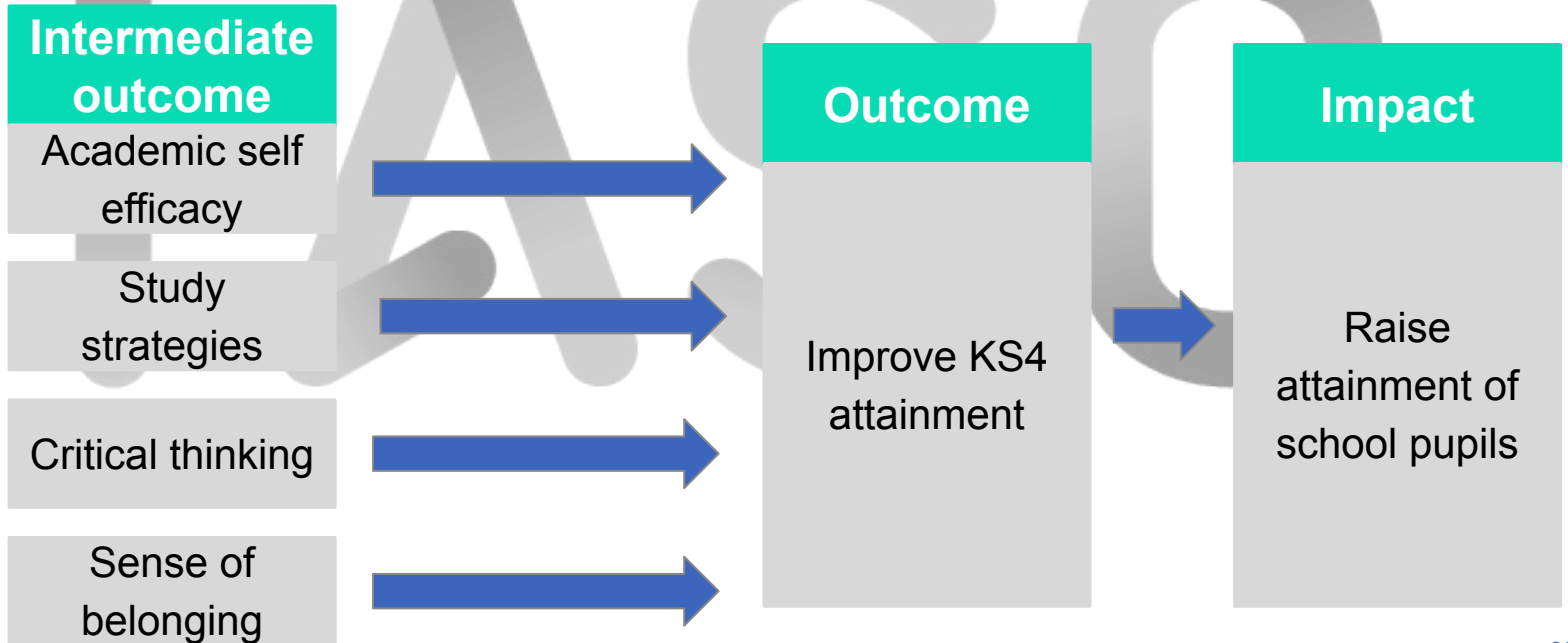 Intermediate
outcome
Academic self
efficacy
Study
strategies
Critical thinking
Sense of
belonging
Outcome
Improve KS4
attainment
Impact
Raise
attainment of
school pupils